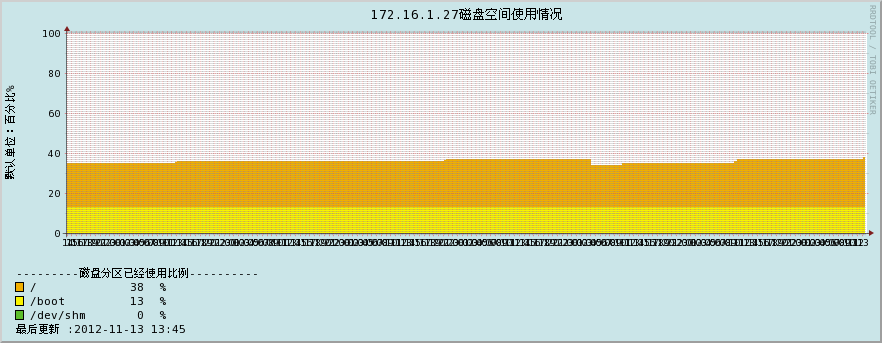 172.16.1.27磁盘空间使用情况
RRDTOOL / TOBI OETIKER
默认单位：百分比%
100
80
60
40
20
0
---------磁盘分区已经使用比例----------
/ 38 %
/boot 13 %
/dev/shm 0 %
最后更新 :2012-11-13 13:45